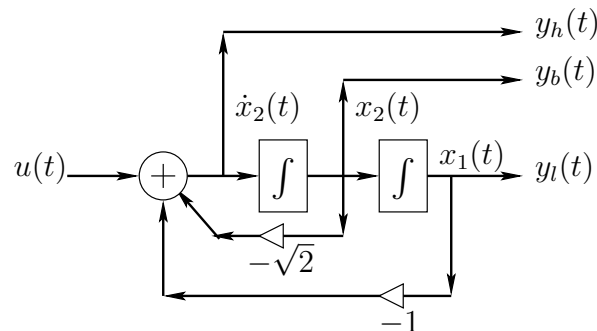 y_h(t)
y_b(t)
ẋ_2(t) x_2(t)
u(t) + ∫ ∫ x_1(t) y_l(t)
−√2
−1